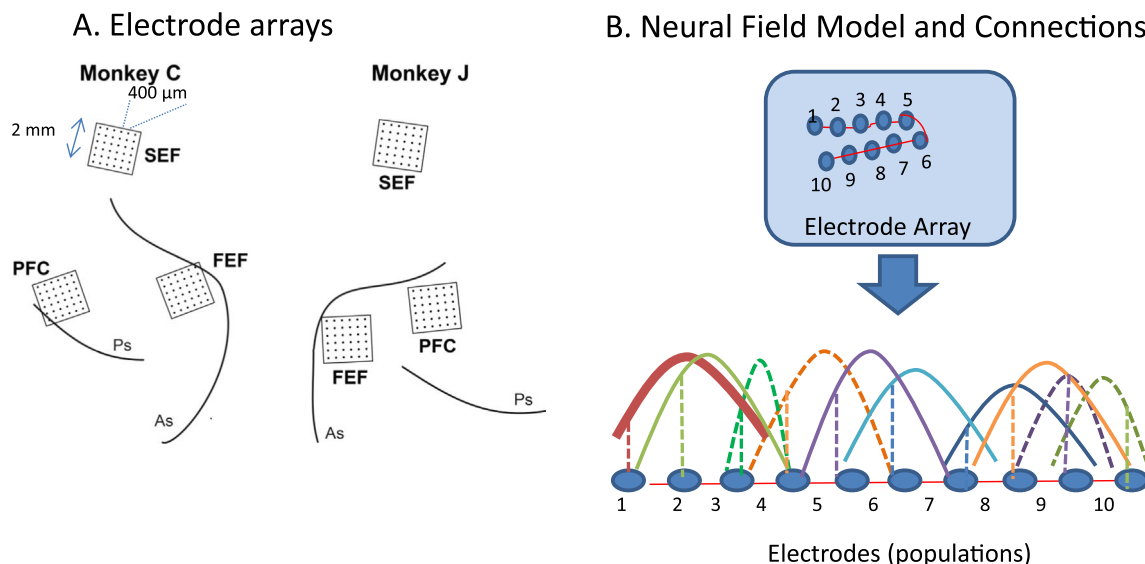 A. Electrode arrays
Monkey C
400 µm
2 mm
SEF
PFC
FEF
Ps
As
Monkey J
SEF
FEF
PFC
Ps
As
B. Neural Field Model and Connections
1 2 3 4 5
10 9 8 7 6
Electrode Array
1 2 3 4 5 6 7 8 9 10
Electrodes (populations)